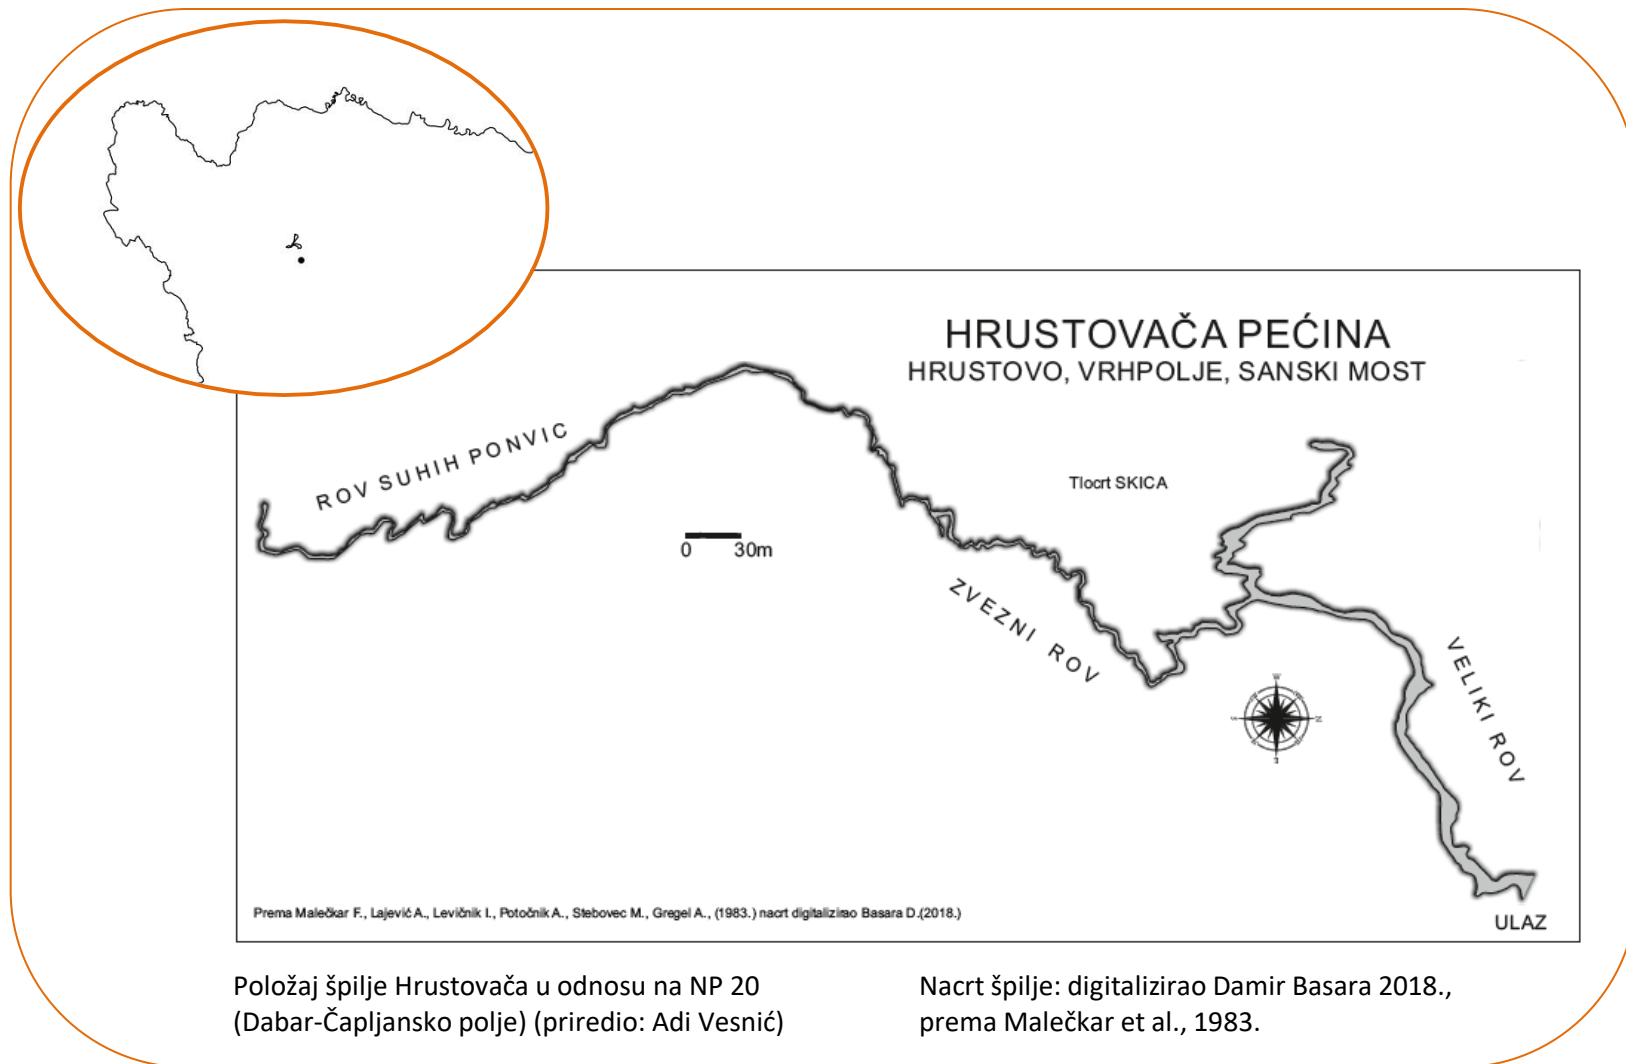 HRUSTOVAČA PEĆINA
HRUSTOVO, VRHPOLJE, SANSKI MOST
ROV SUHIH PONVIC
Tlocrt SKICA
0 30m
ZVEZNI ROV
VELIKI ROV
Prema Malečkar F., Lajević A., Levičnik I., Potočnik A., Stebovec M., Gregel A., (1983.) nacrt digitalizirao Basara D.(2018.)
ULAZ
Položaj špilje Hrustovača u odnosu na NP 20
(Dabar-Čapljansko polje) (priredio: Adi Vesnić)
Nacrt špilje: digitalizirao Damir Basara 2018.,
prema Malečkar et al., 1983.